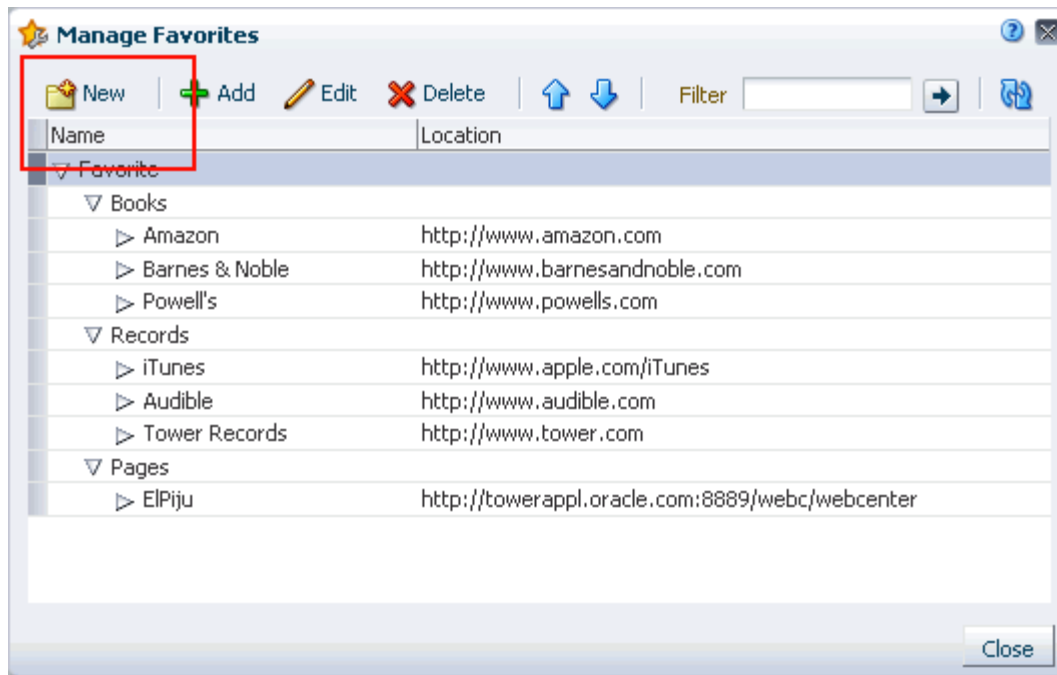 Manage Favorites
New Add Edit Delete Filter
Name Location
Favorite
Books
Amazon http://www.amazon.com
Barnes & Noble http://www.barnesandnoble.com
Powell's http://www.powells.com
Records
iTunes http://www.apple.com/iTunes
Audible http://www.audible.com
Tower Records http://www.tower.com
Pages
ElPiju http://towerappl.oracle.com:8889/webc/webcenter
Close